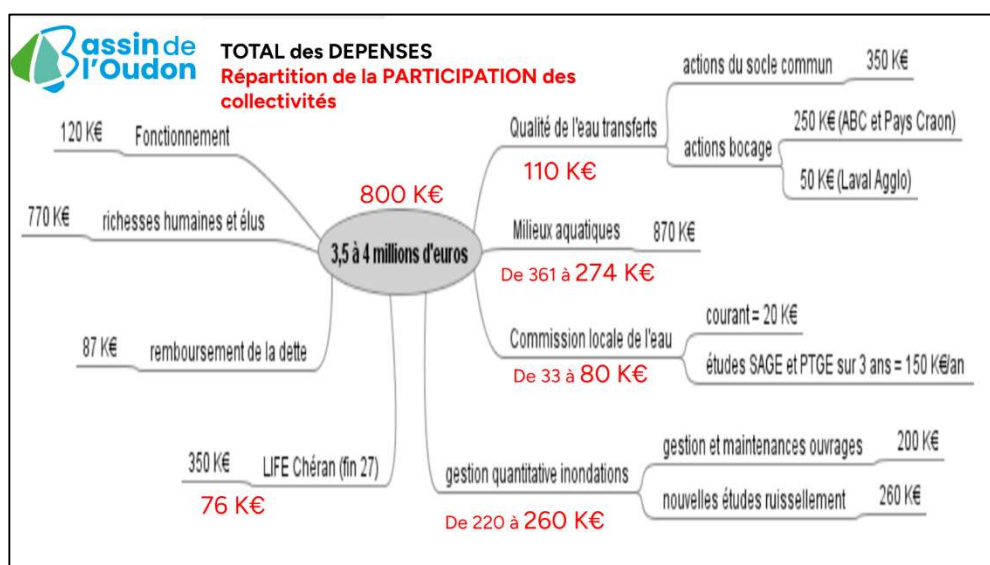 Bassin de
l'Oudon
TOTAL des DEPENSES
Répartition de la PARTICIPATION des
collectivités
120 K€ Fonctionnement
770 K€ richesses humaines et élus
87 K€ remboursement de la dette
350 K€ LIFE Chéran (fin 27)
76 K€
800 K€
3,5 à 4 millions d'euros
Qualité de l'eau transferts
110 K€
actions du socle commun 350 K€
actions bocage
250 K€ (ABC et Pays Craon)
50 K€ (Laval Agglo)
Milieux aquatiques 870 K€
De 361 à 274 K€
Commission locale de l'eau
De 33 à 80 K€
courant = 20 K€
études SAGE et PTGE sur 3 ans = 150 K€/an
gestion quantitative inondations
De 220 à 260 K€
gestion et maintenances ouvrages 200 K€
nouvelles études ruissellement 260 K€